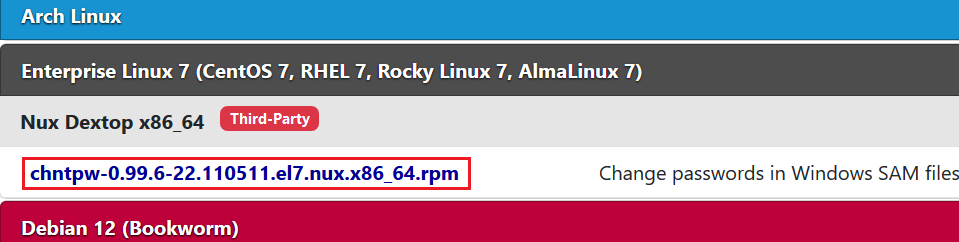 Arch Linux
Enterprise Linux 7 (CentOS 7, RHEL 7, Rocky Linux 7, AlmaLinux 7)
Nux Dextop x86_64 Third-Party
chntpw-0.99.6-22.110511.el7.nux.x86_64.rpm Change passwords in Windows SAM files
Debian 12 (Bookworm)